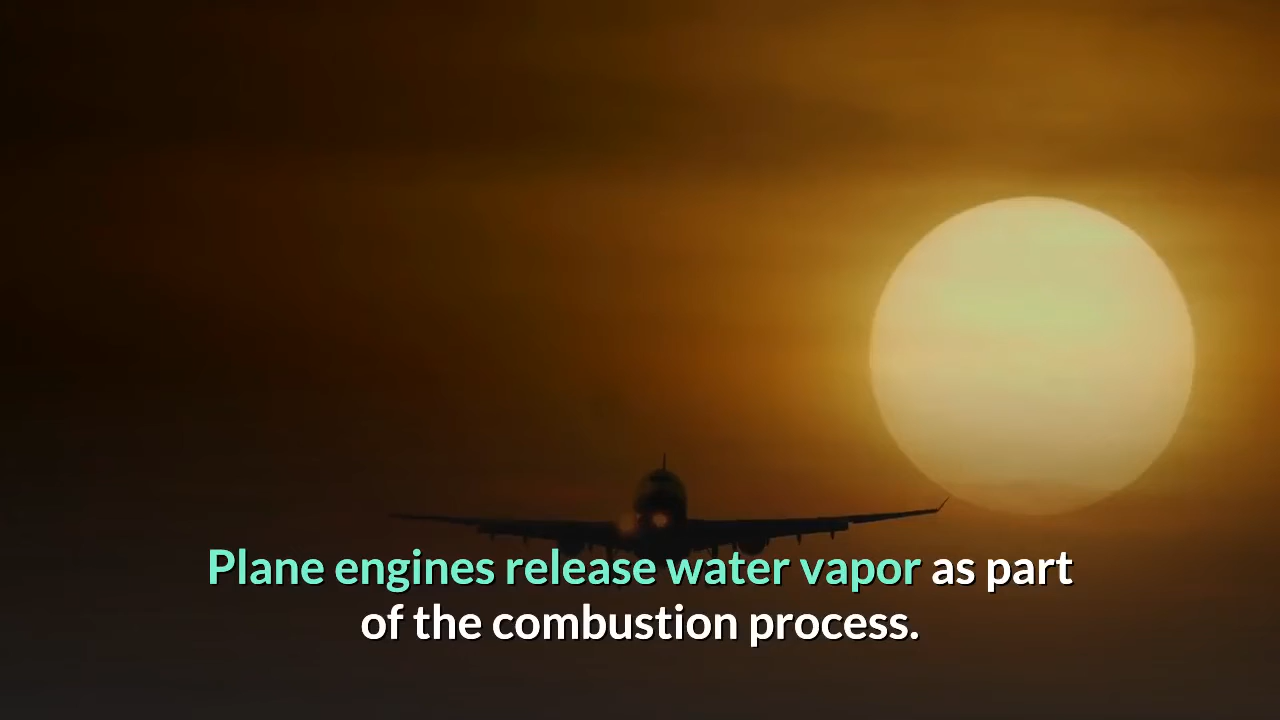 Plane engines release water vapor as part
of the combustion process.